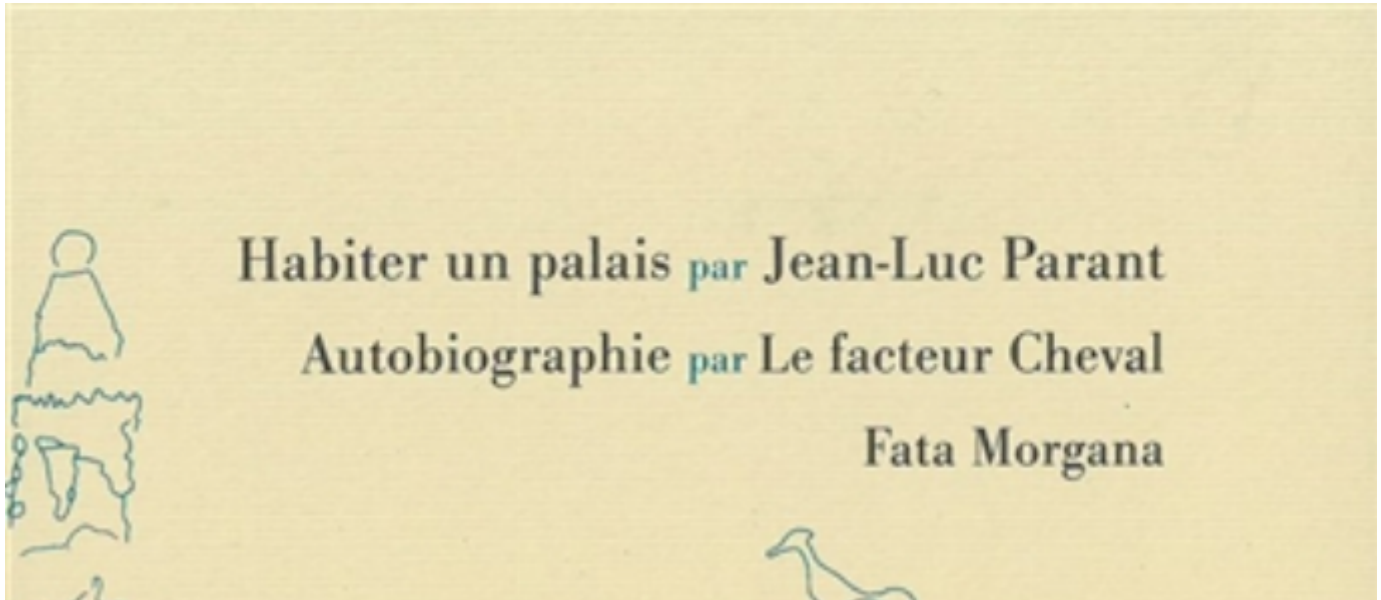 Habiter un palais par Jean-Luc Parant
Autobiographie par Le facteur Cheval
Fata Morgana